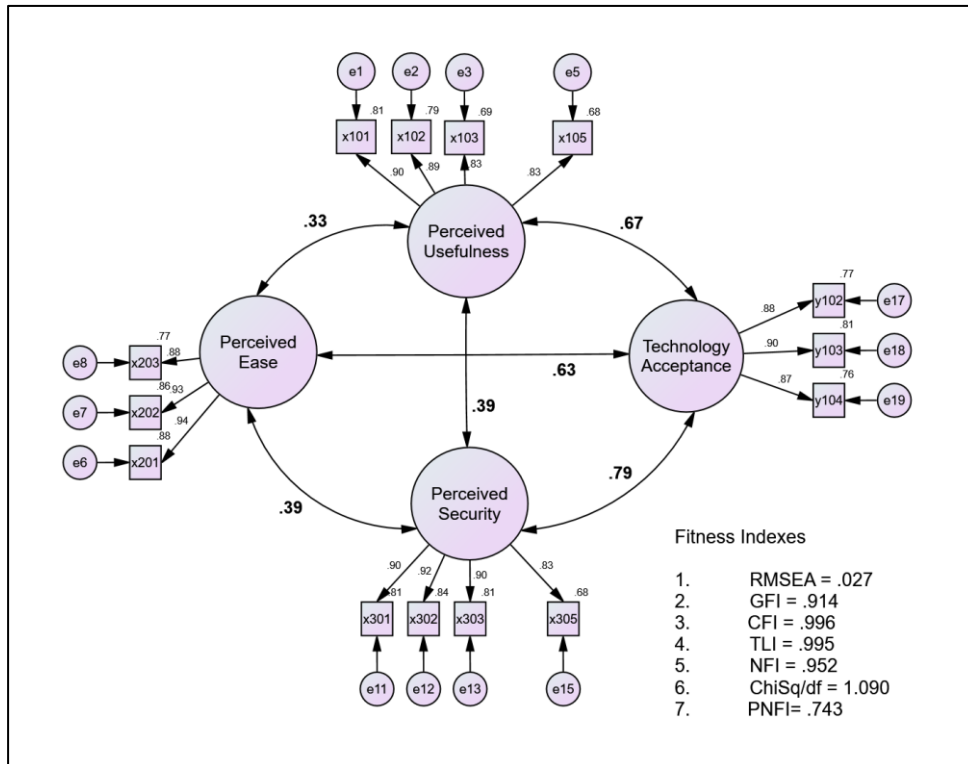 e1 e2 e3 e5
.81 .79 .69 .68
x101 x102 x103 x105
.90 .89 .83 .83
.33 Perceived .67
Usefulness
.77
y102 e17
.88
.77 Perceived Technology .81
e8 x203 .88 Ease Acceptance .90 y103 e18
.63
.86 .93 .87 .76
e7 x202 y104 e19
.39
.88 .94
e6 x201
.39 Perceived .79
Security
Fitness Indexes
.90 .92 .90 .83
1. RMSEA = .027
.81 .84 .81 .68
2. GFI = .914
x301 x302 x303 x305
3. CFI = .996
4. TLI = .995
5. NFI = .952
e11 e12 e13 e15
6. ChiSq/df = 1.090
7. PNFI= .743